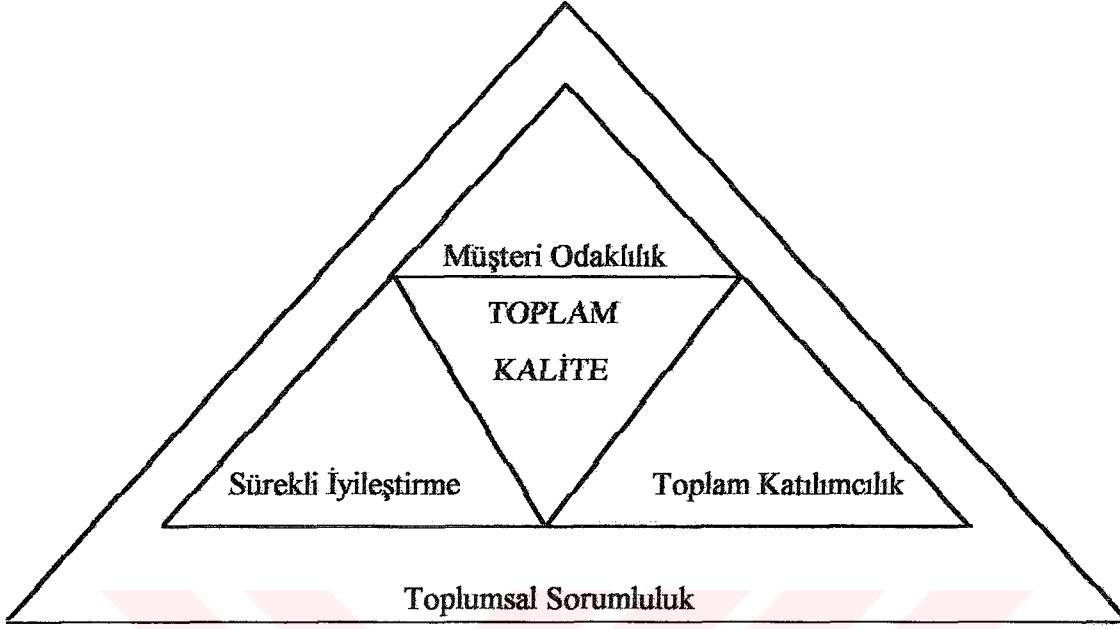 Müşteri Odaklılık
TOPLAM
KALİTE
Sürekli İyileştirme
Toplam Katılımcılık
Toplumsal Sorumluluk